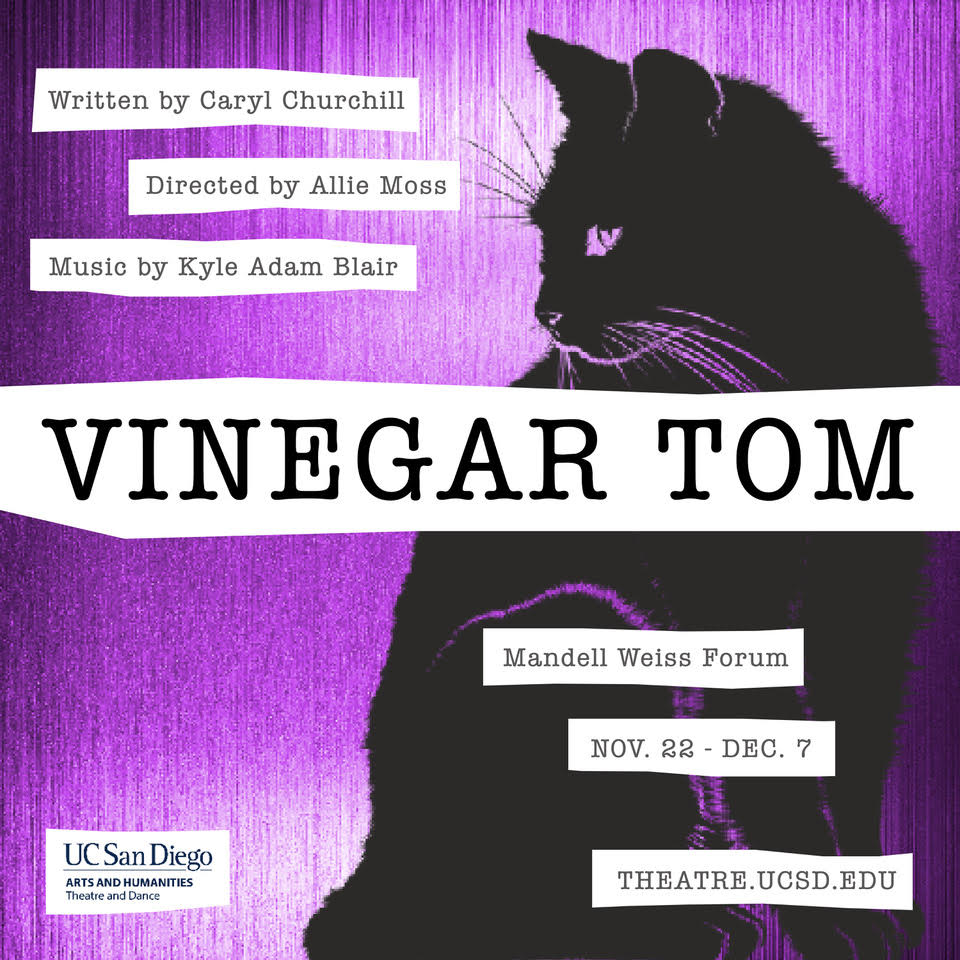 Written by Caryl Churchill
Directed by Allie Moss
Music by Kyle Adam Blair
VINEGAR TOM
Mandell Weiss Forum
NOV. 22 - DEC. 7
THEATRE.UCSD.EDU
UC San Diego
ARTS AND HUMANITIES
Theatre and Dance